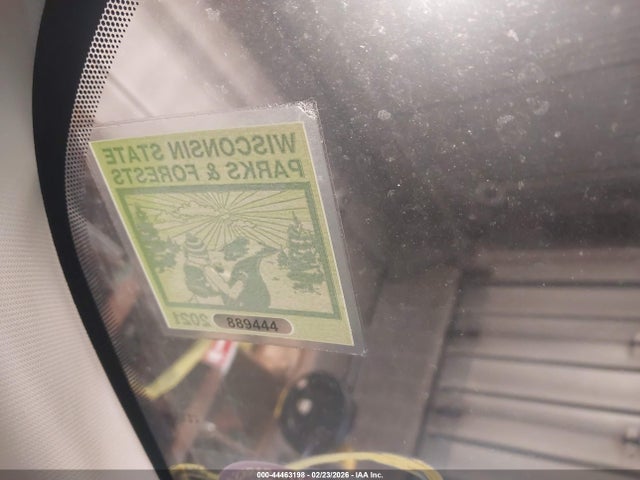 WISCONSIN STATE
PARKS & FORESTS
2021
889444
000-44463198 - 02/23/2026 - IAA Inc.